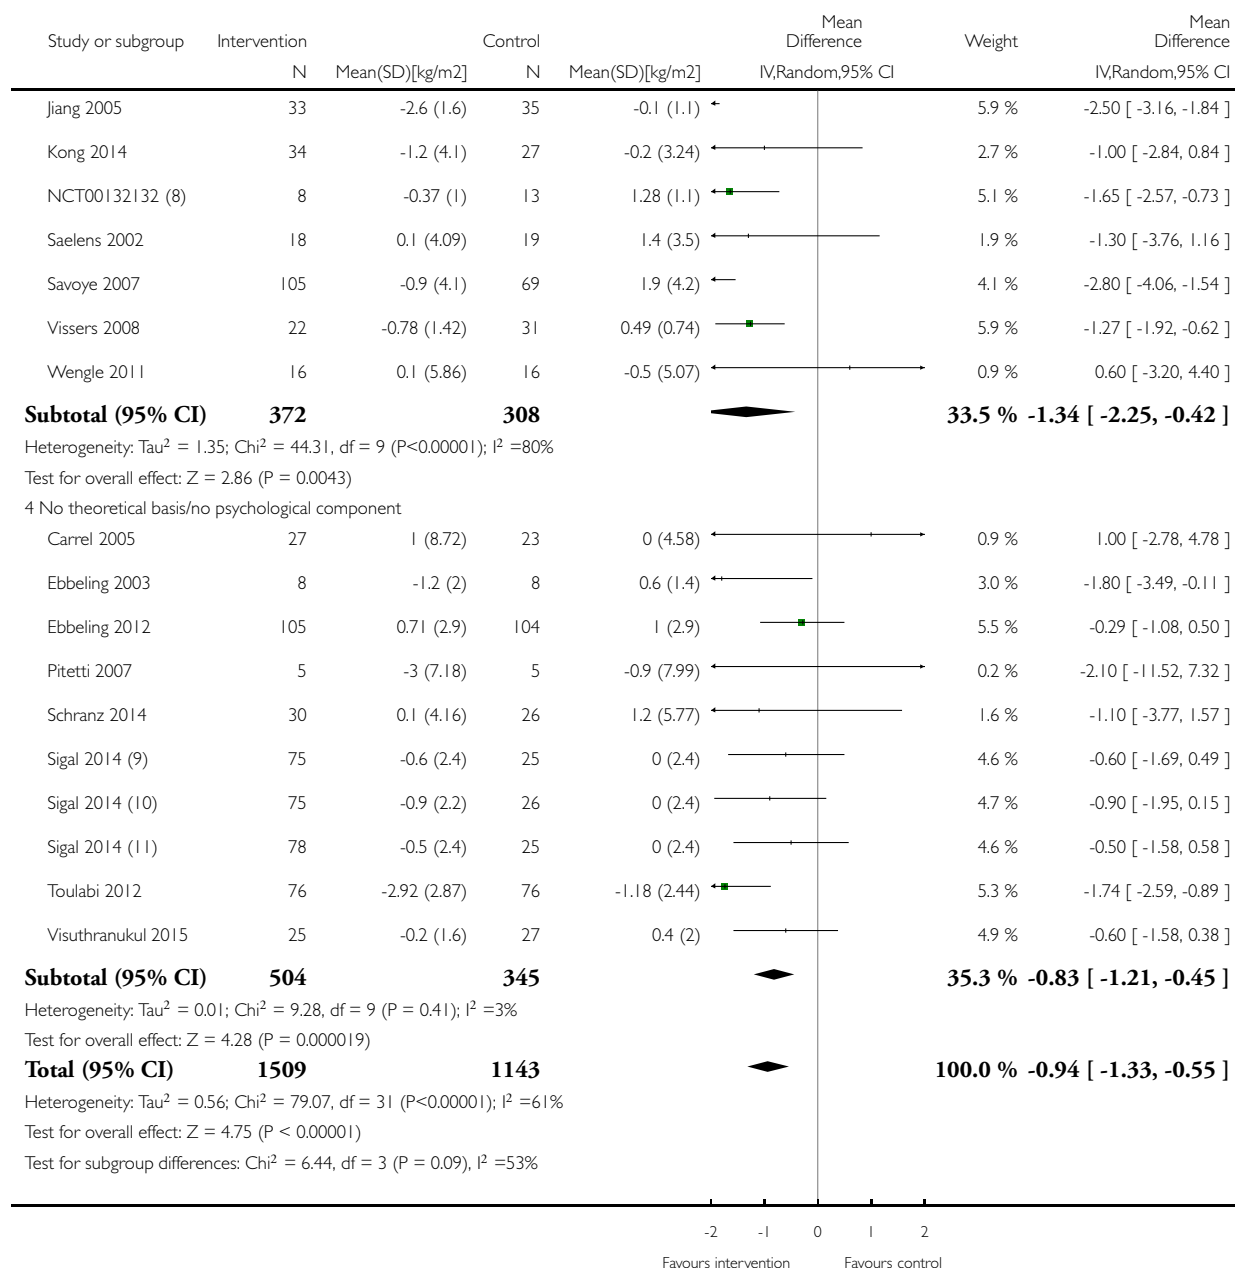 Study or subgroup Intervention Control Mean Difference Weight Mean Difference
N Mean(SD)[kg/m2] N Mean(SD)[kg/m2] IV,Random,95% CI IV,Random,95% CI
Jiang 2005 33 -2.6 (1.6) 35 -0.1 (1.1) 5.9 % -2.50 [ -3.16, -1.84 ]
Kong 2014 34 -1.2 (4.1) 27 -0.2 (3.24) 2.7 % -1.00 [ -2.84, 0.84 ]
NCT00132132 (8) 8 -0.37 (1) 13 1.28 (1.1) 5.1 % -1.65 [ -2.57, -0.73 ]
Saelens 2002 18 0.1 (4.09) 19 1.4 (3.5) 1.9 % -1.30 [ -3.76, 1.16 ]
Savoye 2007 105 -0.9 (4.1) 69 1.9 (4.2) 4.1 % -2.80 [ -4.06, -1.54 ]
Vissers 2008 22 -0.78 (1.42) 31 0.49 (0.74) 5.9 % -1.27 [ -1.92, -0.62 ]
Wengle 2011 16 0.1 (5.86) 16 -0.5 (5.07) 0.9 % 0.60 [ -3.20, 4.40 ]
Subtotal (95% CI) 372 308 33.5 % -1.34 [ -2.25, -0.42 ]
Heterogeneity: Tau² = 1.35; Chi² = 44.31, df = 9 (P<0.00001); I² =80%
Test for overall effect: Z = 2.86 (P = 0.0043)
4 No theoretical basis/no psychological component
Carrel 2005 27 1 (8.72) 23 0 (4.58) 0.9 % 1.00 [ -2.78, 4.78 ]
Ebbeling 2003 8 -1.2 (2) 8 0.6 (1.4) 3.0 % -1.80 [ -3.49, -0.11 ]
Ebbeling 2012 105 0.71 (2.9) 104 1 (2.9) 5.5 % -0.29 [ -1.08, 0.50 ]
Pitetti 2007 5 -3 (7.18) 5 -0.9 (7.99) 0.2 % -2.10 [ -11.52, 7.32 ]
Schranz 2014 30 0.1 (4.16) 26 1.2 (5.77) 1.6 % -1.10 [ -3.77, 1.57 ]
Sigal 2014 (9) 75 -0.6 (2.4) 25 0 (2.4) 4.6 % -0.60 [ -1.69, 0.49 ]
Sigal 2014 (10) 75 -0.9 (2.2) 26 0 (2.4) 4.7 % -0.90 [ -1.95, 0.15 ]
Sigal 2014 (11) 78 -0.5 (2.4) 25 0 (2.4) 4.6 % -0.50 [ -1.58, 0.58 ]
Toulabi 2012 76 -2.92 (2.87) 76 -1.18 (2.44) 5.3 % -1.74 [ -2.59, -0.89 ]
Visuthranukul 2015 25 -0.2 (1.6) 27 0.4 (2) 4.9 % -0.60 [ -1.58, 0.38 ]
Subtotal (95% CI) 504 345 35.3 % -0.83 [ -1.21, -0.45 ]
Heterogeneity: Tau² = 0.01; Chi² = 9.28, df = 9 (P = 0.41); I² =3%
Test for overall effect: Z = 4.28 (P = 0.000019)
Total (95% CI) 1509 1143 100.0 % -0.94 [ -1.33, -0.55 ]
Heterogeneity: Tau² = 0.56; Chi² = 79.07, df = 31 (P<0.00001); I² =61%
Test for overall effect: Z = 4.75 (P < 0.00001)
Test for subgroup differences: Chi² = 6.44, df = 3 (P = 0.09), I² =53%
-2 -1 0 1 2
Favours intervention Favours control